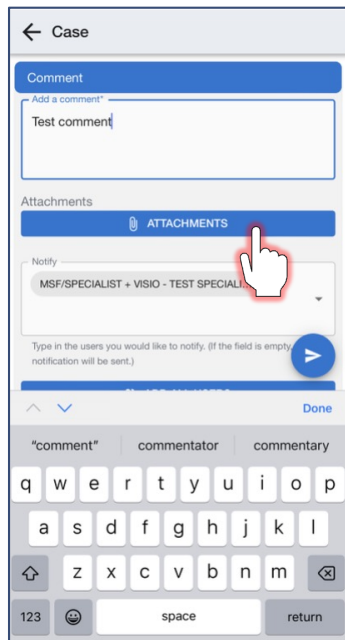 Case
Comment
Add a comment*
Test comment
Attachments
ATTACHMENTS
Notify
MSF/SPECIALIST + VISIO - TEST SPECIALI
Type in the users you would like to notify. (If the field is empty
notification will be sent.)
Done
"comment" commentator commentary
q w e r t y u i o p
a s d f g h j k l
z x c v b n m
123 space return